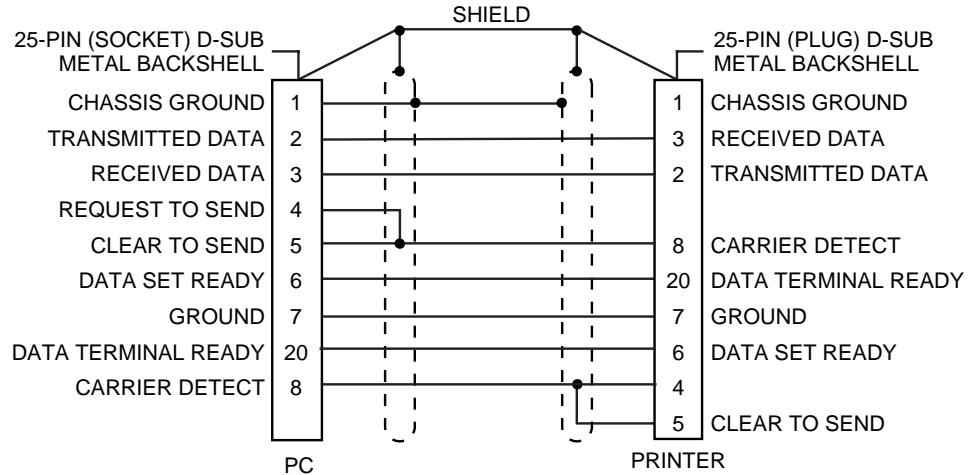 SHIELD
25-PIN (SOCKET) D-SUB
METAL BACKSHELL
25-PIN (PLUG) D-SUB
METAL BACKSHELL
CHASSIS GROUND 1 1 CHASSIS GROUND
TRANSMITTED DATA 2 3 RECEIVED DATA
RECEIVED DATA 3 2 TRANSMITTED DATA
REQUEST TO SEND 4
CLEAR TO SEND 5 8 CARRIER DETECT
DATA SET READY 6 20 DATA TERMINAL READY
GROUND 7 7 GROUND
DATA TERMINAL READY 20 6 DATA SET READY
CARRIER DETECT 8 4
5 CLEAR TO SEND
PC PRINTER